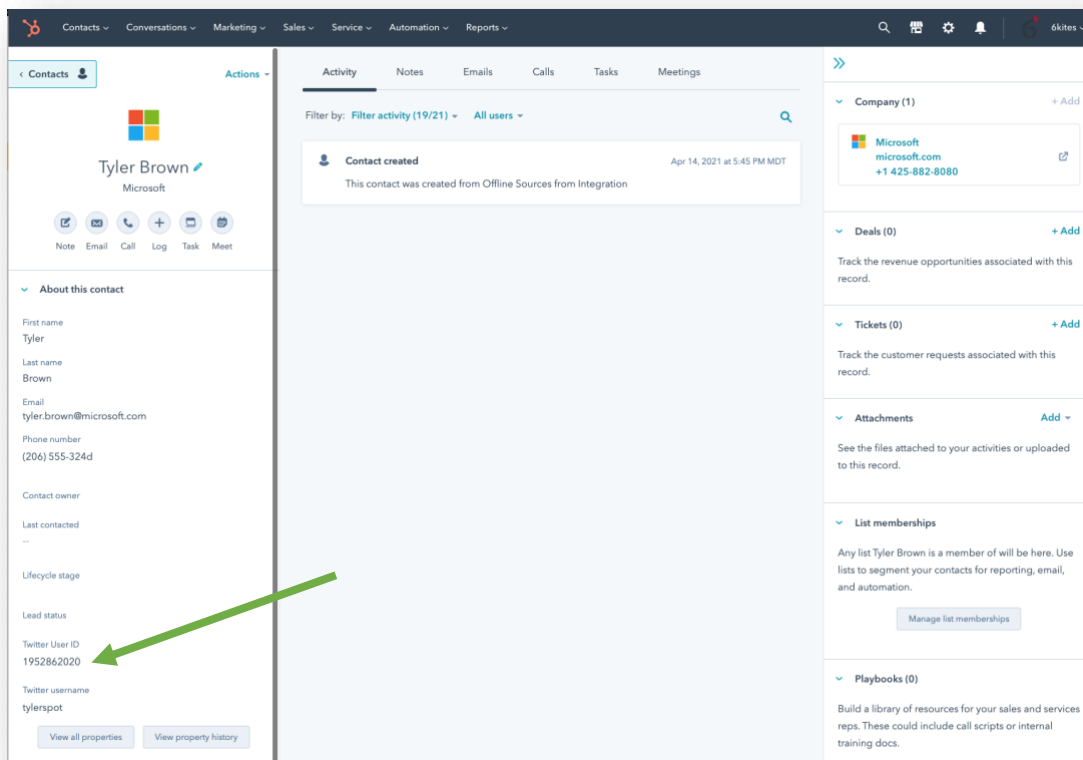 Contacts Conversations Marketing Sales Service Automation Reports 6kites
Contacts
Actions
Tyler Brown
Microsoft
Note Email Call Log Task Meet
About this contact
First name
Tyler
Last name
Brown
Email
tyler.brown@microsoft.com
Phone number
(206) 555-324d
Contact owner
Last contacted
--
Lifecycle stage
Lead status
Twitter User ID
1952862020
Twitter username
tylerspot
View all properties View property history
Activity Notes Emails Calls Tasks Meetings
Filter by: Filter activity (19/21) All users
Contact created Apr 14, 2021 at 5:45 PM MDT
This contact was created from Offline Sources from Integration
Company (1) + Add
Microsoft
microsoft.com
+1 425-882-8080
Deals (0) + Add
Track the revenue opportunities associated with this
record.
Tickets (0) + Add
Track the customer requests associated with this
record.
Attachments Add
See the files attached to your activities or uploaded
to this record.
List memberships
Any list Tyler Brown is a member of will be here. Use
lists to segment your contacts for reporting, email,
and automation.
Manage list memberships
Playbooks (0)
Build a library of resources for your sales and services
reps. These could include call scripts or internal
training docs.